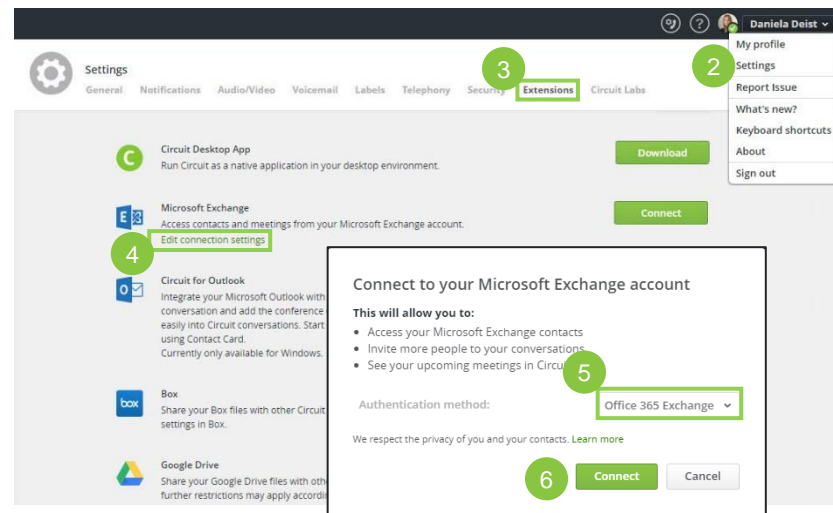 Daniela Deist
My profile
2
Settings
Report Issue
What's new?
Keyboard shortcuts
About
Sign out
Settings
3
General Notifications Audio/Video Voicemail Labels Telephony Security Extensions Circuit Labs
C
Circuit Desktop App
Run Circuit as a native application in your desktop environment.
Download
E
Microsoft Exchange
Access contacts and meetings from your Microsoft Exchange account.
Edit connection settings
Connect
4
o
Circuit for Outlook
Integrate your Microsoft Outlook with
conversation and add the conference
easily into Circuit conversations. Start
using Contact Card.
Currently only available for Windows.
box
Box
Share your Box files with other Circuit
settings in Box.
Google Drive
Share your Google Drive files with oth
further restrictions may apply accordi
Connect to your Microsoft Exchange account
This will allow you to:
• Access your Microsoft Exchange contacts
• Invite more people to your conversations
• See your upcoming meetings in Circu
5
Authentication method: Office 365 Exchange
We respect the privacy of you and your contacts. Learn more
6
Connect Cancel